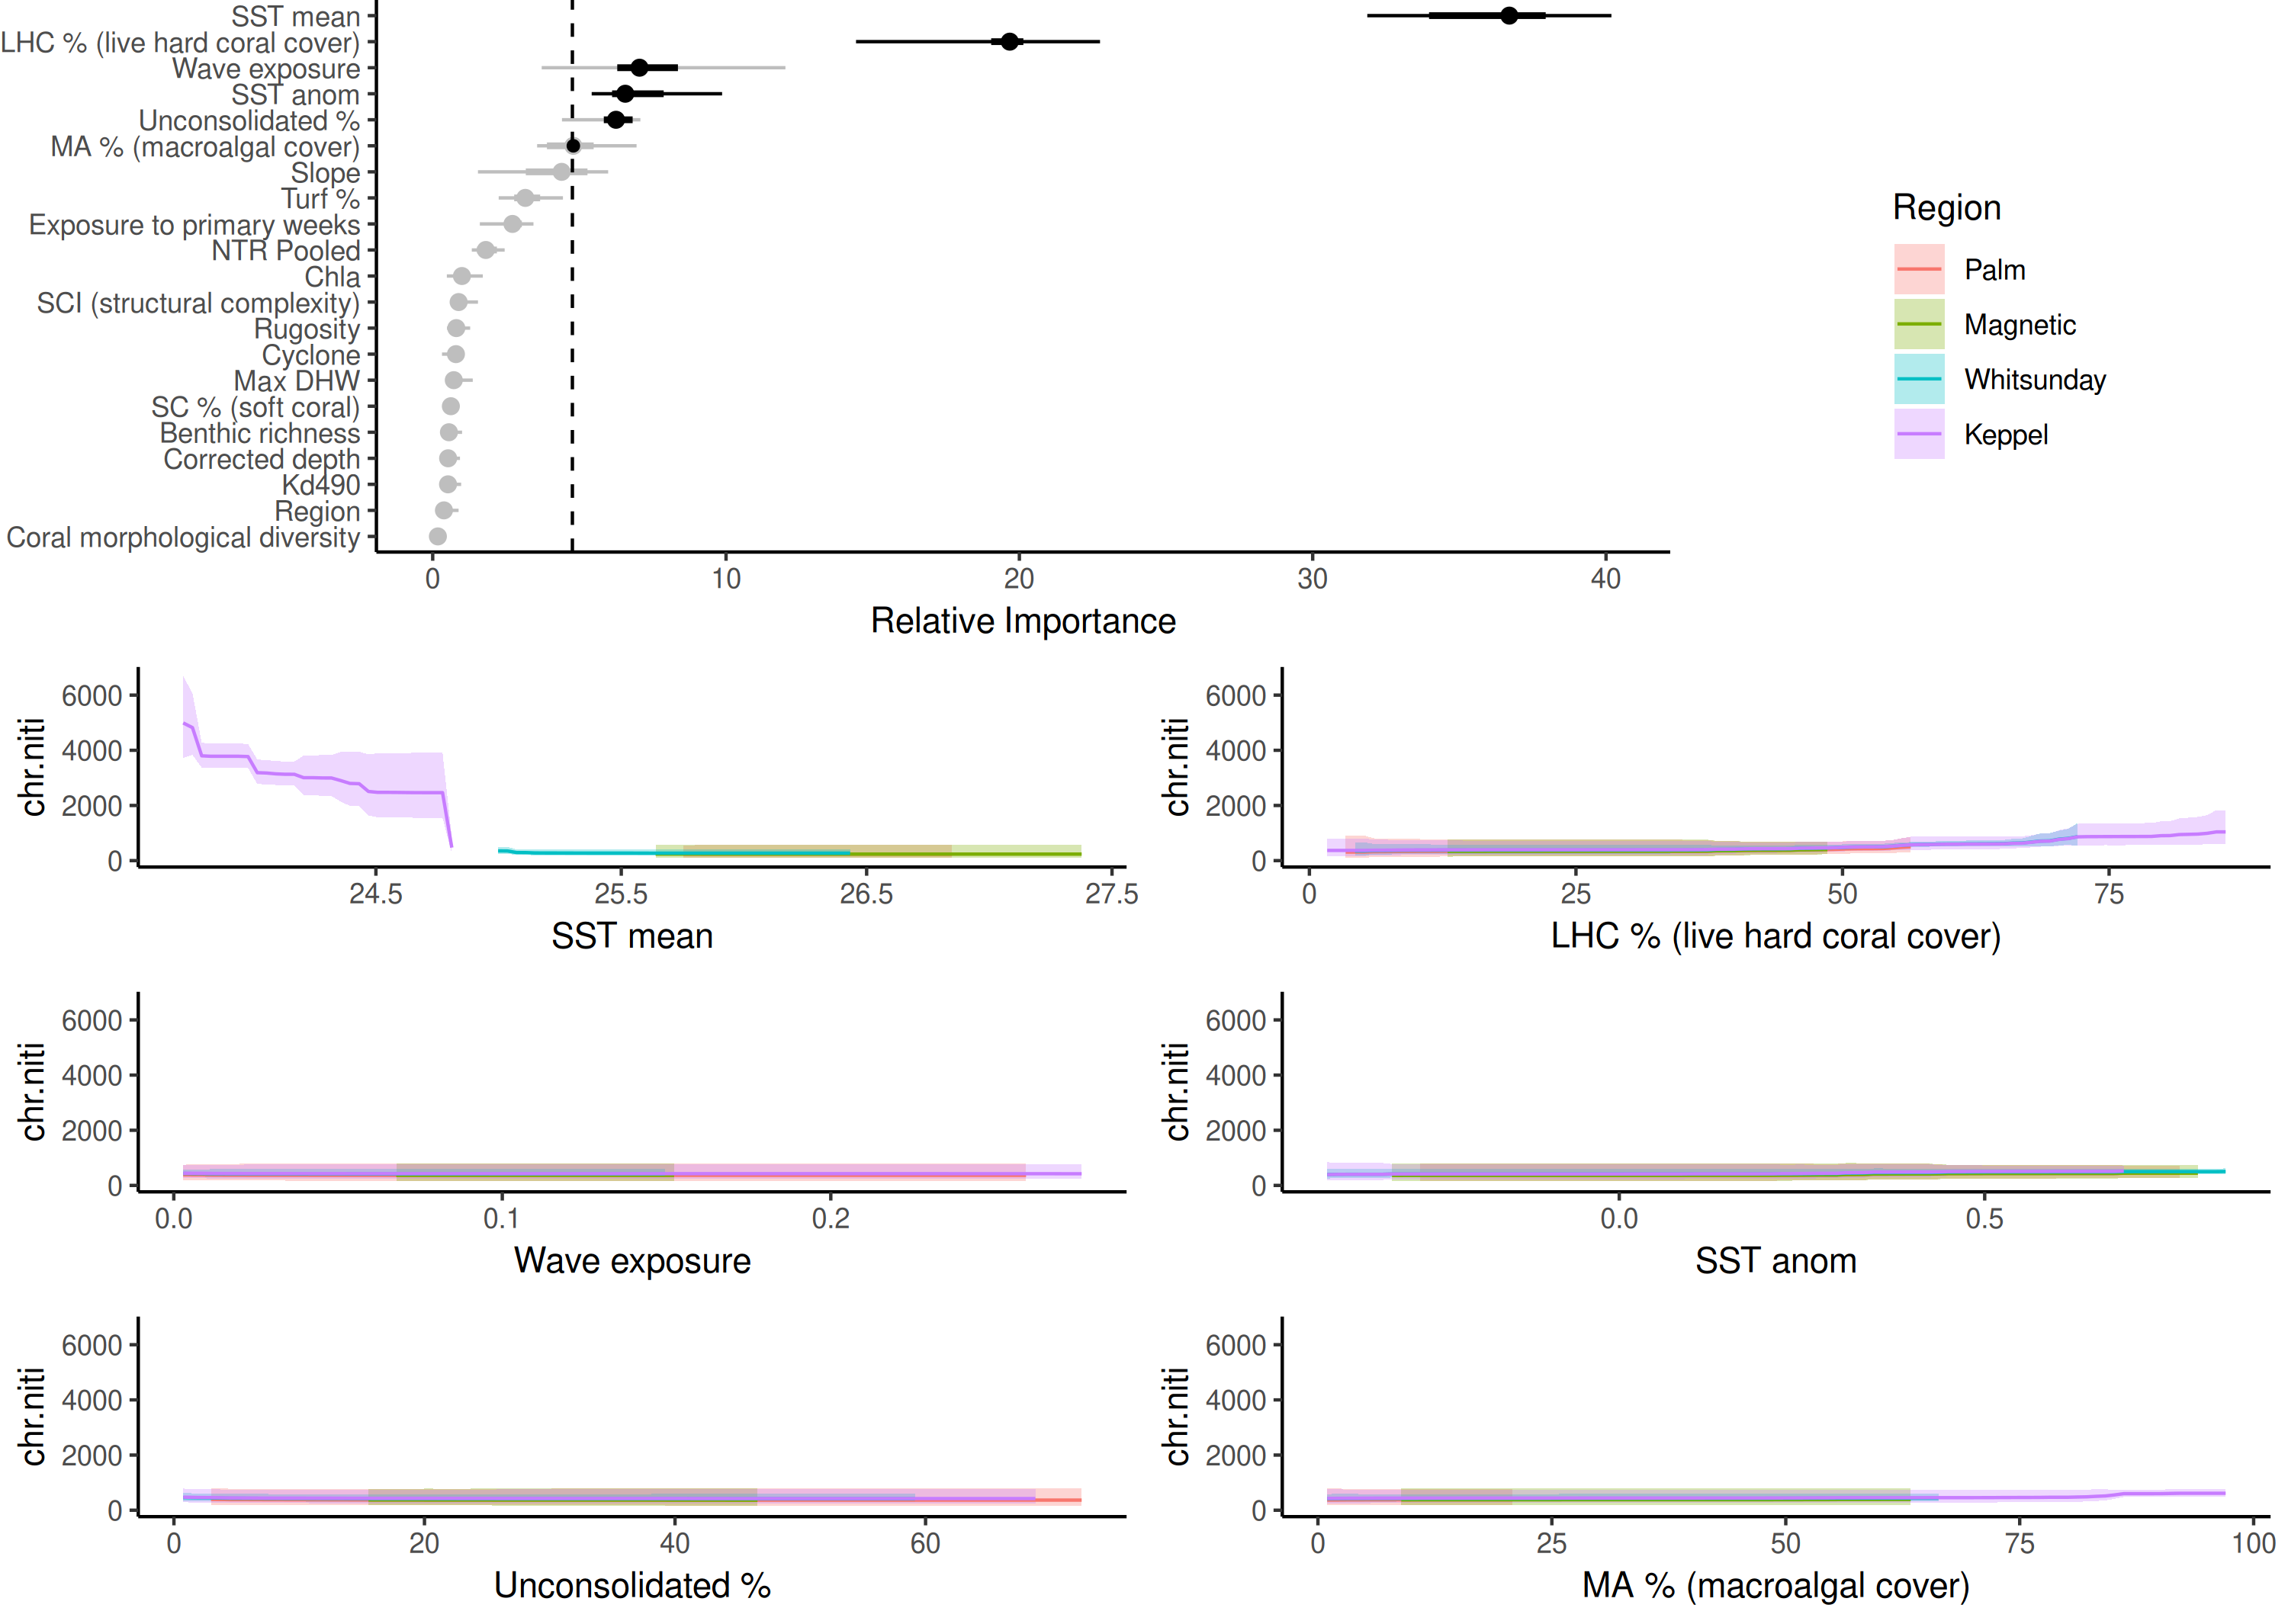 SST mean
LHC % (live hard coral cover)
Wave exposure
SST anom
Unconsolidated %
MA % (macroalgal cover)
Slope
Turf %
Exposure to primary weeks
NTR Pooled
Chla
SCI (structural complexity)
Rugosity
Cyclone
Max DHW
SC % (soft coral)
Benthic richness
Corrected depth
Kd490
Region
Coral morphological diversity
0 10 20 30 40
Relative Importance
Region
Palm
Magnetic
Whitsunday
Keppel
6000
4000
2000
0
chr.niti
24.5 25.5 26.5 27.5
SST mean
6000
4000
2000
0
chr.niti
0 25 50 75
LHC % (live hard coral cover)
6000
4000
2000
0
chr.niti
0.0 0.1 0.2
Wave exposure
6000
4000
2000
0
chr.niti
0.0 0.5
SST anom
6000
4000
2000
0
chr.niti
0 20 40 60
Unconsolidated %
6000
4000
2000
0
chr.niti
0 25 50 75 100
MA % (macroalgal cover)